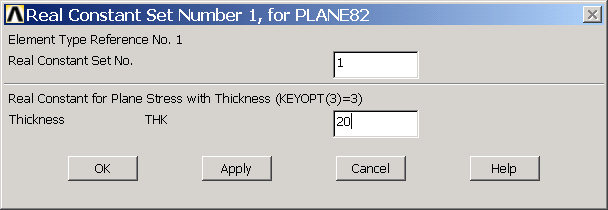 Real Constant Set Number 1, for PLANE82
Element Type Reference No. 1
Real Constant Set No. 1
Real Constant for Plane Stress with Thickness (KEYOPT(3)=3)
Thickness THK 20
OK Apply Cancel Help